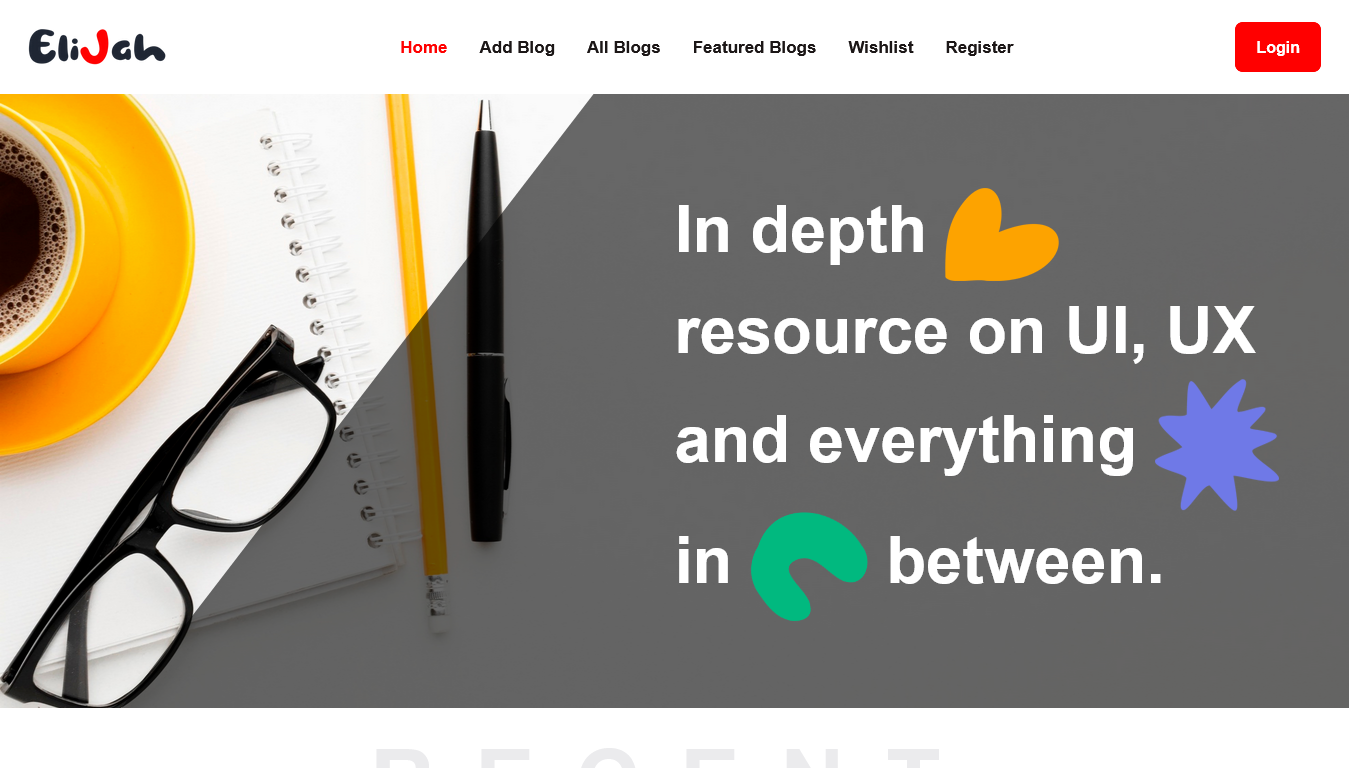 EliJah
Home
Add Blog
All Blogs
Featured Blogs
Wishlist
Register
Login
In depth
resource on UI, UX
and everything
in between.
RECENT